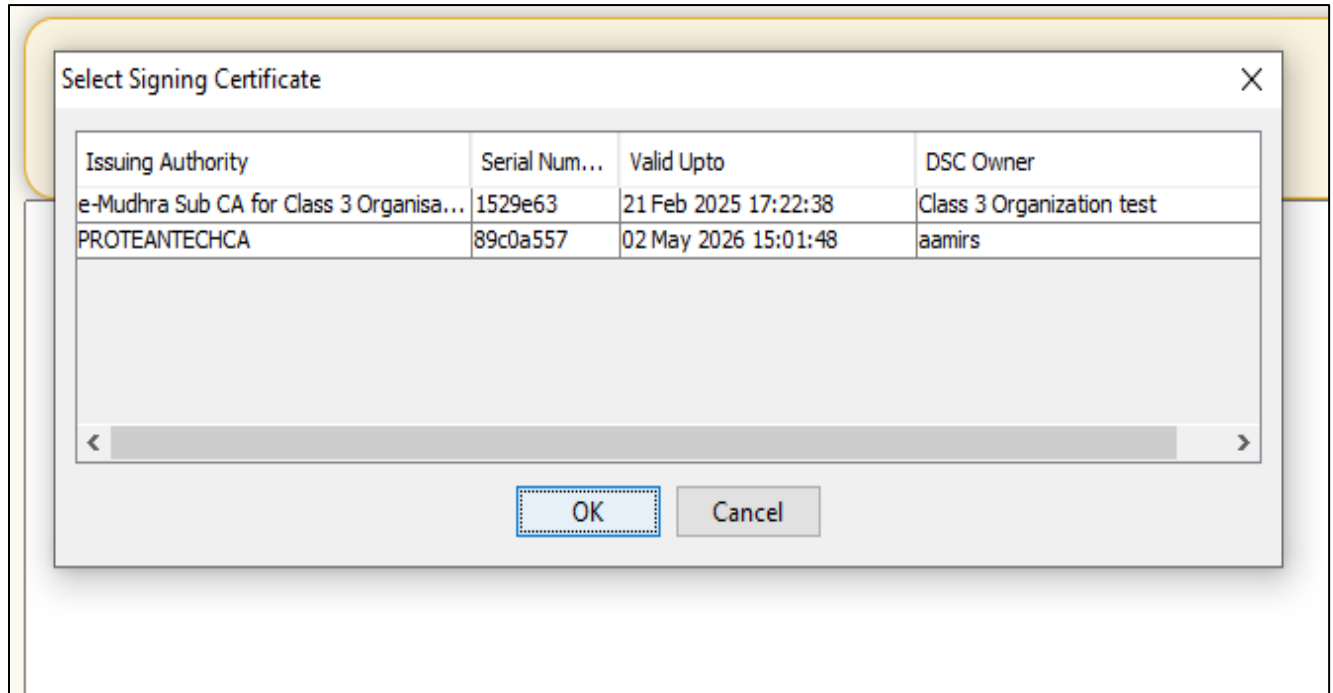 Select Signing Certificate
Issuing Authority Serial Num... Valid Upto DSC Owner
e-Mudhra Sub CA for Class 3 Organisa... 1529e63 21 Feb 2025 17:22:38 Class 3 Organization test
PROTEANTECHCA 89c0a557 02 May 2026 15:01:48 aamirs
OK Cancel